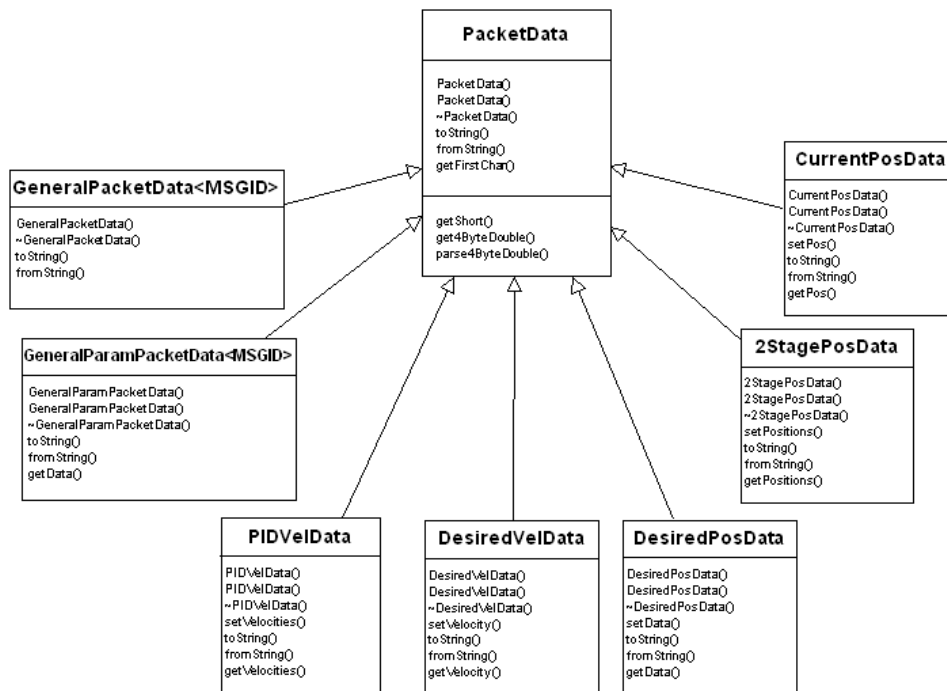 PacketData
PacketData()
PacketData()
~PacketData()
toString()
fromString()
getFirstChar()
getShort()
get4ByteDouble()
parse4ByteDouble()
GeneralPacketData<MSGID>
GeneralPacketData()
~GeneralPacketData()
toString()
fromString()
CurrentPosData
CurrentPosData()
CurrentPosData()
~CurrentPosData()
setPos()
toString()
fromString()
getPos()
GeneralParamPacketData<MSGID>
GeneralParamPacketData()
GeneralParamPacketData()
~GeneralParamPacketData()
toString()
fromString()
getData()
2StagePosData
2StagePosData()
2StagePosData()
~2StagePosData()
setPositions()
toString()
fromString()
getPositions()
PIDVelData
PIDVelData()
PIDVelData()
~PIDVelData()
setVelocities()
toString()
fromString()
getVelocities()
DesiredVelData
DesiredVelData()
DesiredVelData()
~DesiredVelData()
setVelocity()
toString()
fromString()
getVelocity()
DesiredPosData
DesiredPosData()
DesiredPosData()
~DesiredPosData()
setData()
toString()
fromString()
getData()